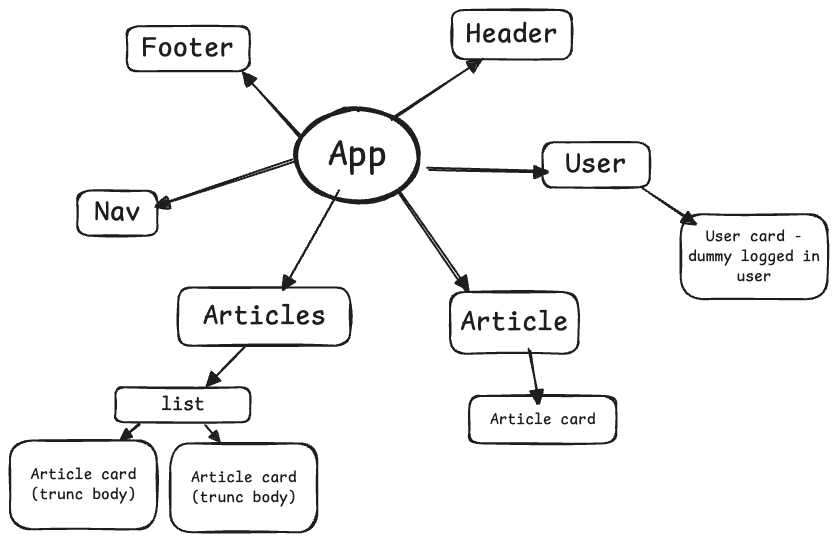 Footer
Header
App
User
Nav
User card -
dummy logged in
user
Articles
Article
list
Article card
Article card
(trunc body)
Article card
(trunc body)